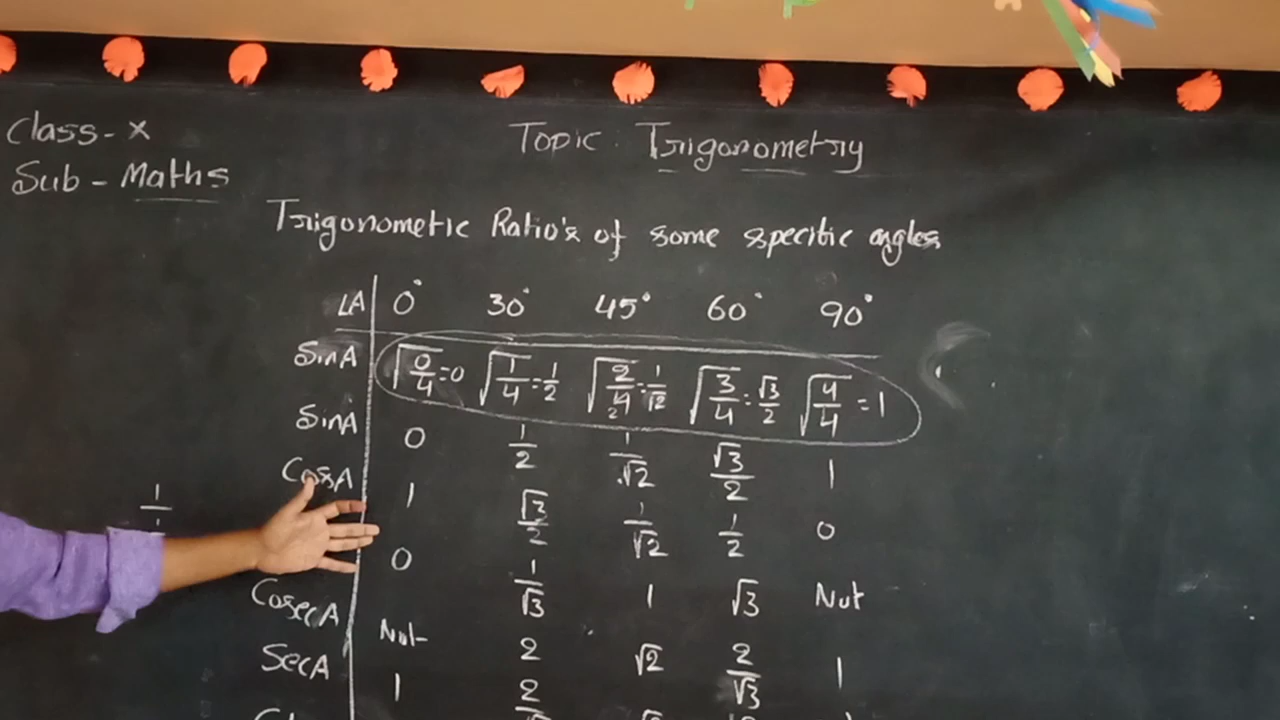 Class - X
Topic : Trigonometry
Sub - Maths
Trigonometric Ratio's of some specific angles
∠A 0° 30° 45° 60° 90°
SinA √0/4 = 0 √1/4 = 1/2 √2/4 = 1/√2 √3/4 = √3/2 √4/4 = 1
SinA 0 1/2 1/√2 √3/2 1
CosA 1 √3/2 1/√2 1/2 0
0 1/√3 1 √3 Not
CosecA Not 2 √2 2/√3 1
SecA 1 2